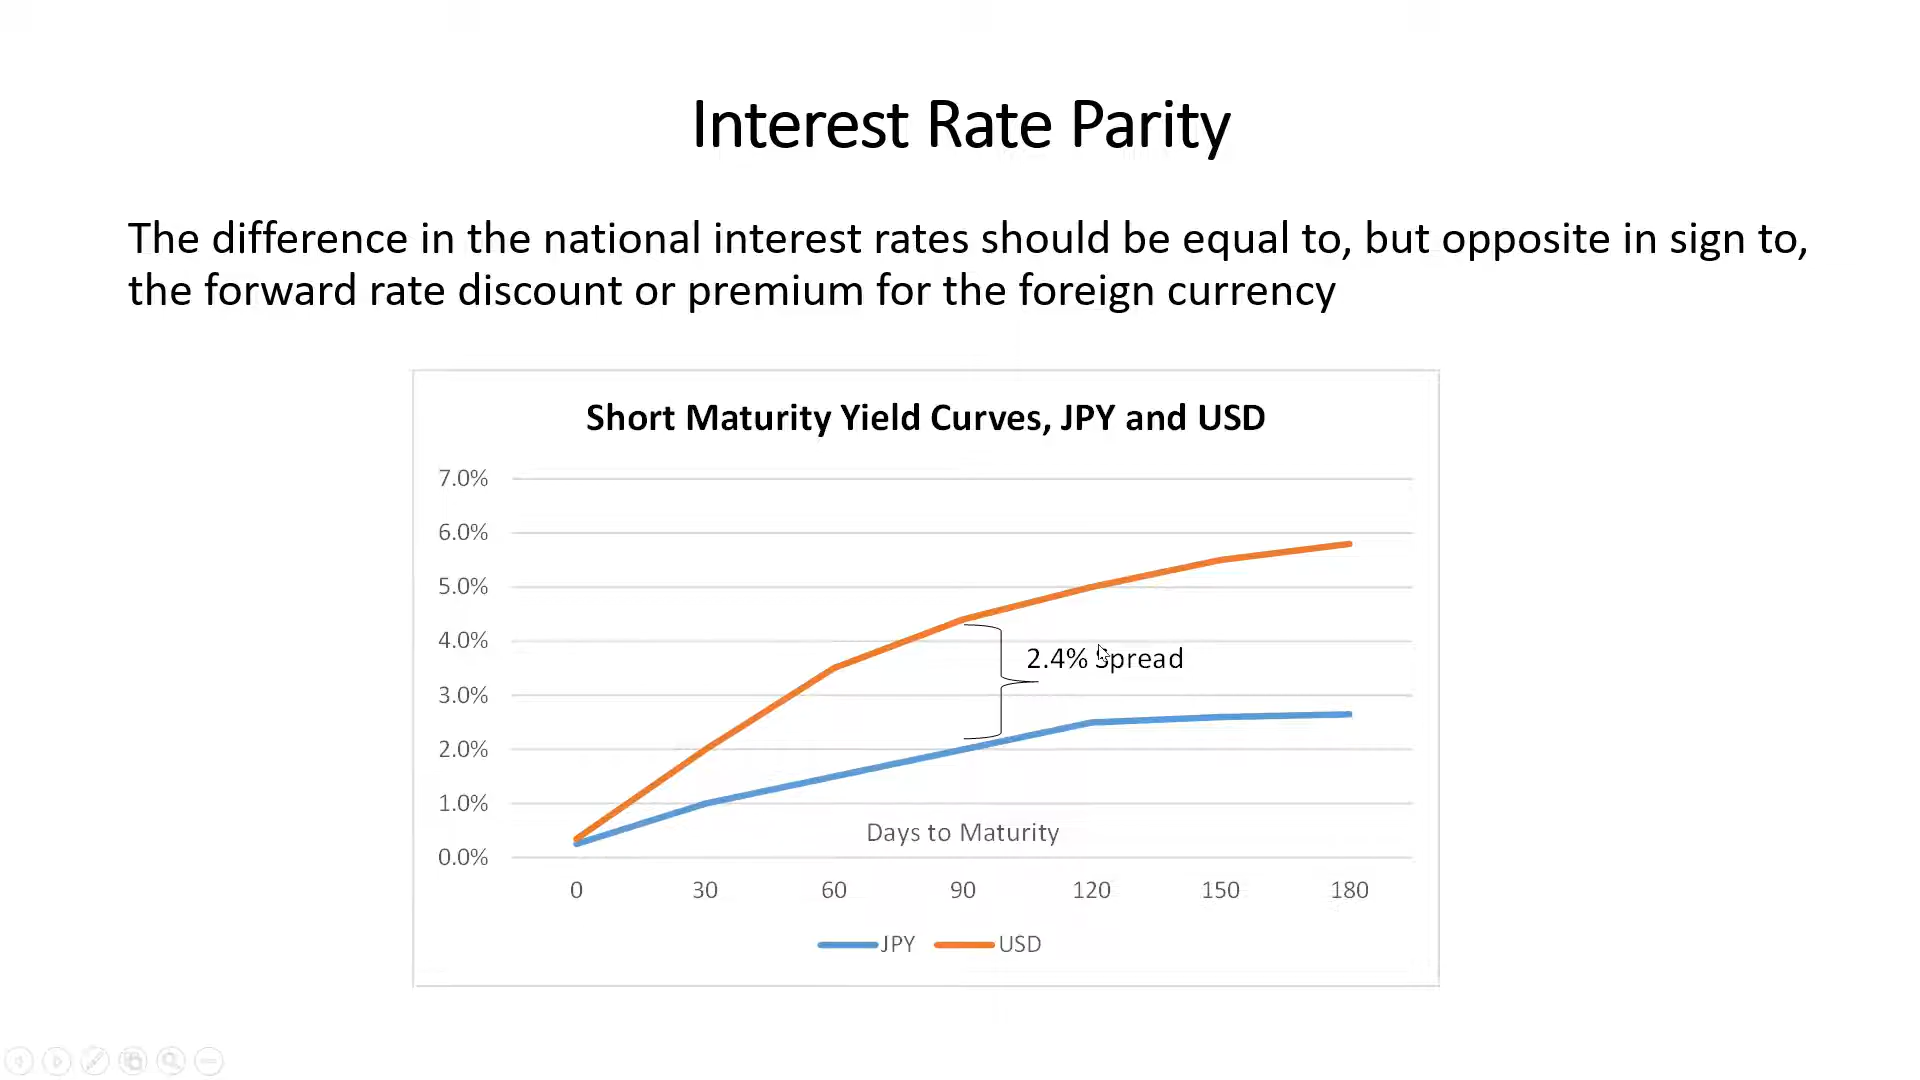 Interest Rate Parity
The difference in the national interest rates should be equal to, but opposite in sign to,
the forward rate discount or premium for the foreign currency
Short Maturity Yield Curves, JPY and USD
7.0%
6.0%
5.0%
4.0%
2.4% Spread
3.0%
2.0%
1.0%
Days to Maturity
0.0%
0 30 60 90 120 150 180
JPY USD